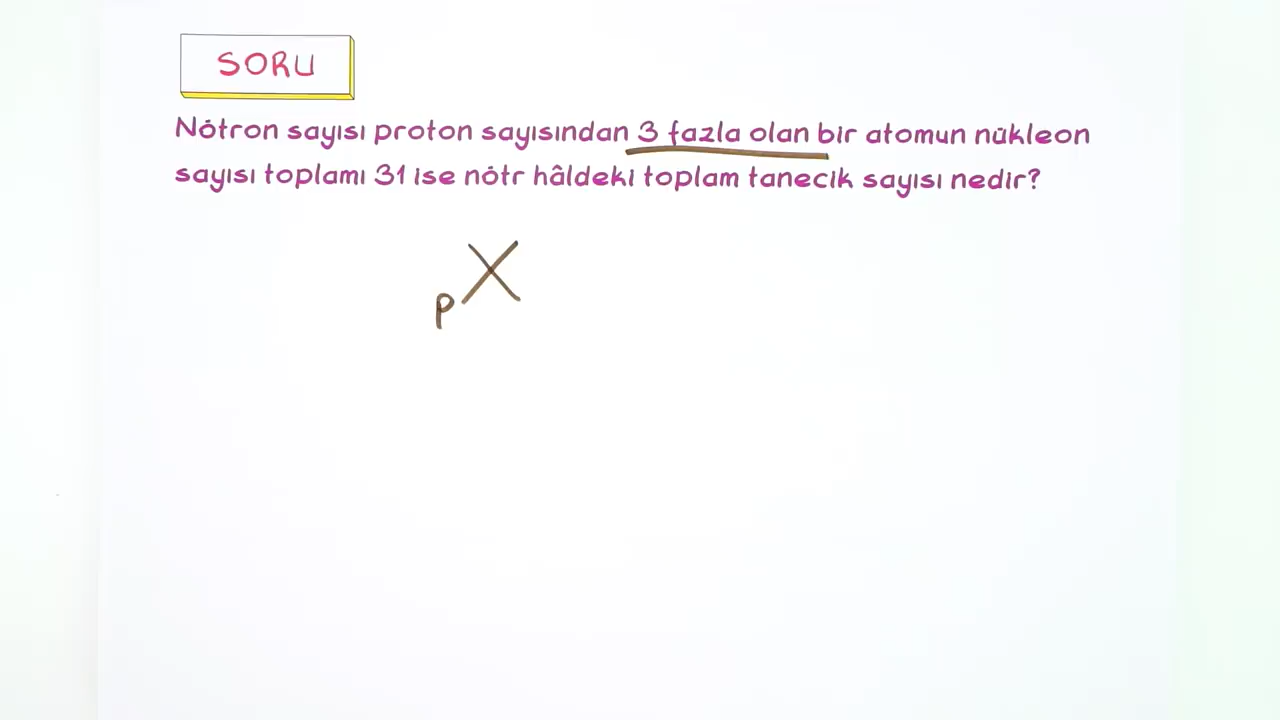 SORU
Nötron sayısı proton sayısından 3 fazla olan bir atomun nükleon
sayısı toplamı 31 ise nötr hâldeki toplam tanecik sayısı nedir?
X
p